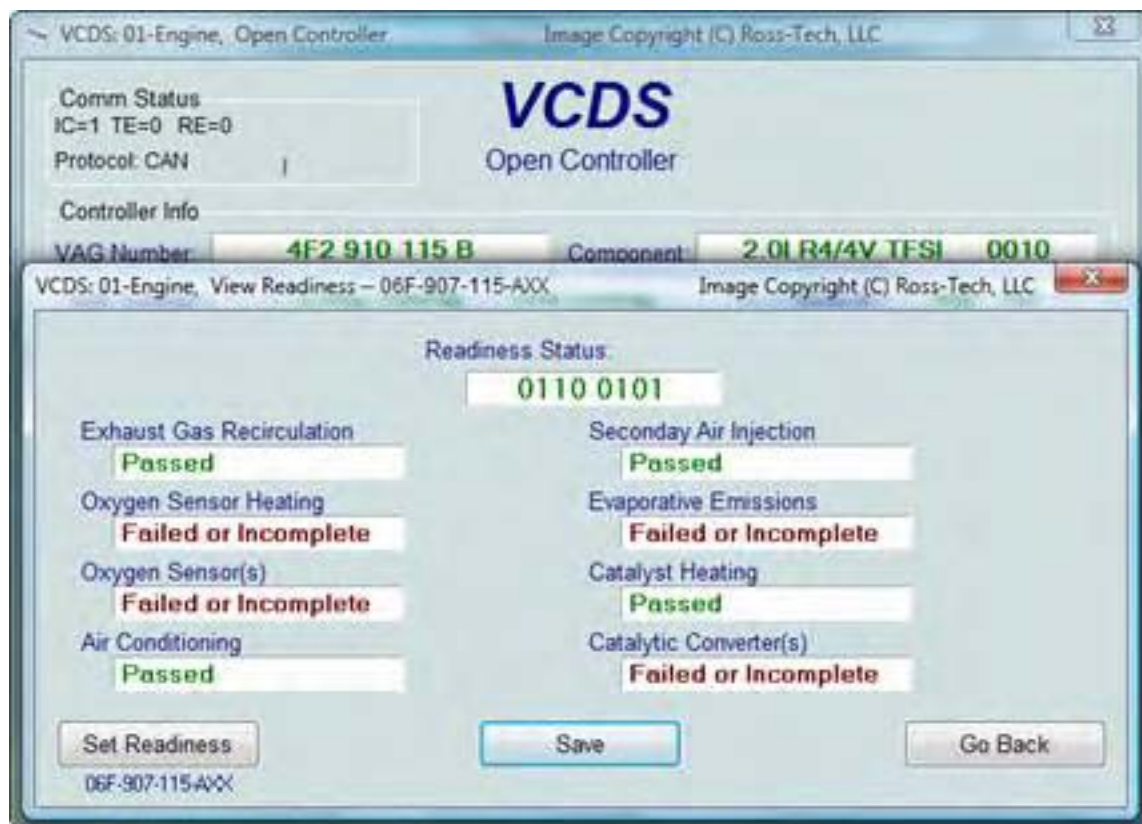 VCDS: 01-Engine, Open Controller Image Copyright (C) Ross-Tech, LLC
Comm Status
IC=1 TE=0 RE=0
Protocol: CAN
VCDS
Open Controller
Controller Info
VAG Number: 4F2 910 115 B Component: 2.0l R4/4V TFSI 0010
VCDS: 01-Engine, View Readiness -- 06F-907-115-AXX Image Copyright (C) Ross-Tech, LLC
Readiness Status:
0110 0101
Exhaust Gas Recirculation Seconday Air Injection
Passed Passed
Oxygen Sensor Heating Evaporative Emissions
Failed or Incomplete Failed or Incomplete
Oxygen Sensor(s) Catalyst Heating
Failed or Incomplete Passed
Air Conditioning Catalytic Converter(s)
Passed Failed or Incomplete
Set Readiness Save Go Back
06F-907-115-AXX